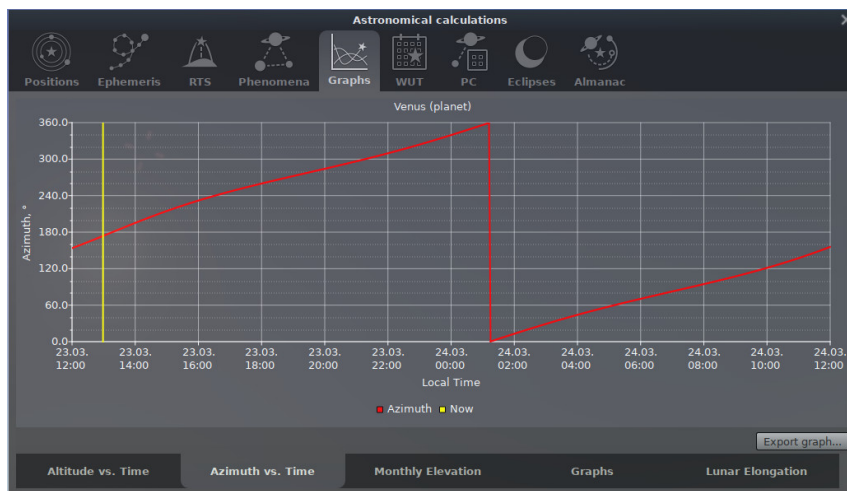 Astronomical calculations
Positions Ephemeris RTS Phenomena Graphs WUT PC Eclipses Almanac
Venus (planet)
360.0
300.0
240.0
180.0
120.0
60.0
0.0
Azimuth, °
23.03. 23.03. 23.03. 23.03. 23.03. 23.03. 24.03. 24.03. 24.03. 24.03. 24.03. 24.03. 24.03.
12:00 14:00 16:00 18:00 20:00 22:00 00:00 02:00 04:00 06:00 08:00 10:00 12:00
Local Time
Azimuth Now
Export graph...
Altitude vs. Time Azimuth vs. Time Monthly Elevation Graphs Lunar Elongation